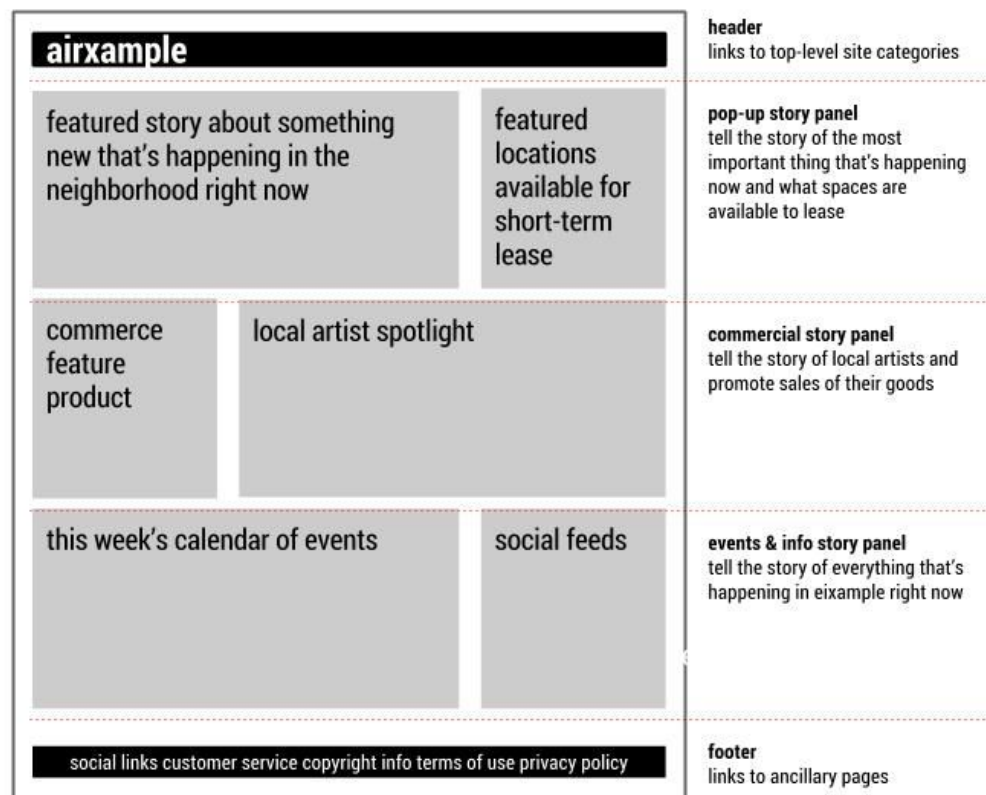 airxample
header
links to top-level site categories
featured story about something
new that's happening in the
neighborhood right now
featured
locations
available for
short-term
lease
pop-up story panel
tell the story of the most
important thing that's happening
now and what spaces are
available to lease
commerce
feature
product
local artist spotlight
commercial story panel
tell the story of local artists and
promote sales of their goods
this week's calendar of events
social feeds
events & info story panel
tell the story of everything that's
happening in eixample right now
social links customer service copyright info terms of use privacy policy
footer
links to ancillary pages